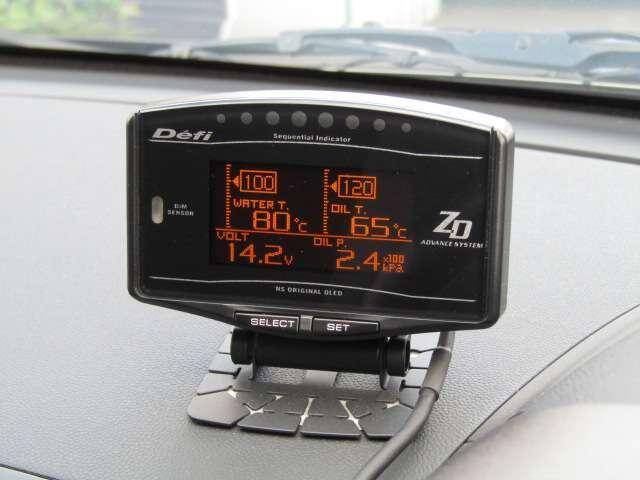 Défi
Sequential Indicator
DIM
SENSOR
100
120
WATER T.
OIL T.
80℃
65℃
VOLT
OIL P.
14.2V
2.4 x100 kPa
ZD
ADVANCE SYSTEM
NS ORIGINAL OLED
SELECT
SET